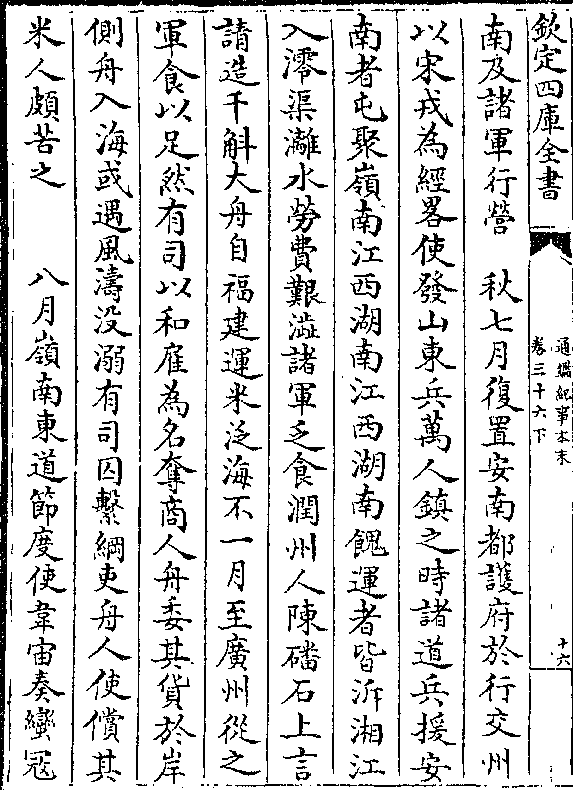 欽定四庫全書
通鑑紀事本末
卷三十六下
十六
南及諸軍行營　秋七月復置安南都護府於行交州
以宋戎為經畧使發山東兵萬人鎮之時諸道兵援安
南者屯聚嶺南江西湖南江西湖南餽運者皆泝湘江
入澪渠灕水勞費艱澁諸軍乏食潤州人陳磻石上言
請造千斛大舟自福建運米泛海不一月至廣州從之
軍食以足然有司以和雇為名奪商人舟委其貨於岸
側舟入海或遇風濤没溺有司囚繫綱吏舟人使償其
米人頗苦之　八月嶺南東道節度使韋宙奏蠻冦